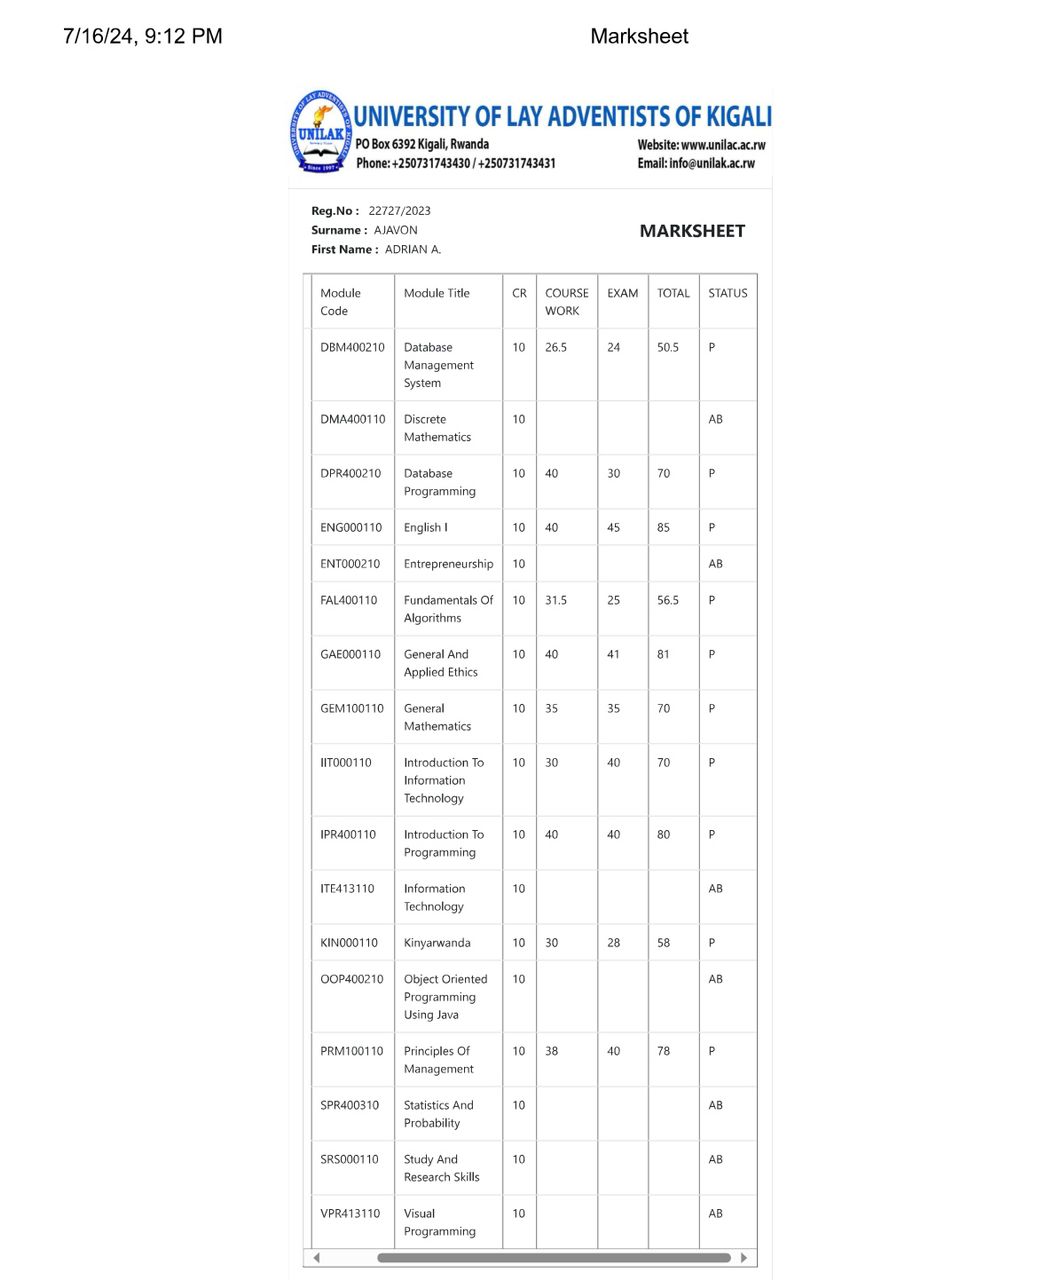 7/16/24, 9:12 PM Marksheet
UNIVERSITY OF LAY ADVENTISTS OF KIGALI
UNILAK
Since 1997
PO Box 6392 Kigali, Rwanda Website: www.unilac.ac.rw
Phone: +250731743430 / +250731743431 Email: info@unilak.ac.rw
Reg.No : 22727/2023
Surname : AJAVON MARKSHEET
First Name : ADRIAN A.
Module Module Title CR COURSE EXAM TOTAL STATUS
Code WORK
DBM400210 Database 10 26.5 24 50.5 P
Management
System
DMA400110 Discrete 10 AB
Mathematics
DPR400210 Database 10 40 30 70 P
Programming
ENG000110 English I 10 40 45 85 P
ENT000210 Entrepreneurship 10 AB
FAL400110 Fundamentals Of 10 31.5 25 56.5 P
Algorithms
GAE000110 General And 10 40 41 81 P
Applied Ethics
GEM100110 General 10 35 35 70 P
Mathematics
IIT000110 Introduction To 10 30 40 70 P
Information
Technology
IPR400110 Introduction To 10 40 40 80 P
Programming
ITE413110 Information 10 AB
Technology
KIN000110 Kinyarwanda 10 30 28 58 P
OOP400210 Object Oriented 10 AB
Programming
Using Java
PRM100110 Principles Of 10 38 40 78 P
Management
SPR400310 Statistics And 10 AB
Probability
SRS000110 Study And 10 AB
Research Skills
VPR413110 Visual 10 AB
Programming